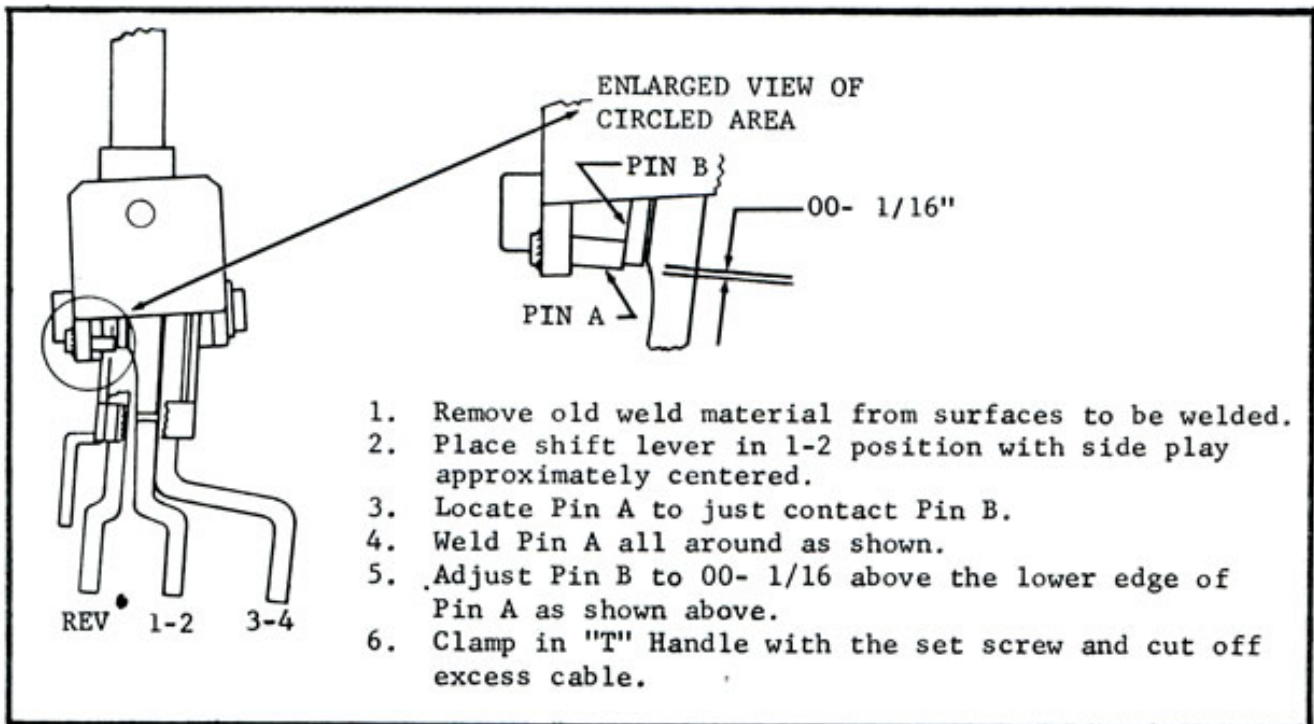 ENLARGED VIEW OF
CIRCLED AREA
PIN B
00- 1/16"
PIN A
1. Remove old weld material from surfaces to be welded.
2. Place shift lever in 1-2 position with side play
approximately centered.
3. Locate Pin A to just contact Pin B.
4. Weld Pin A all around as shown.
5. Adjust Pin B to 00- 1/16 above the lower edge of
Pin A as shown above.
6. Clamp in "T" Handle with the set screw and cut off
excess cable.
REV 1-2 3-4